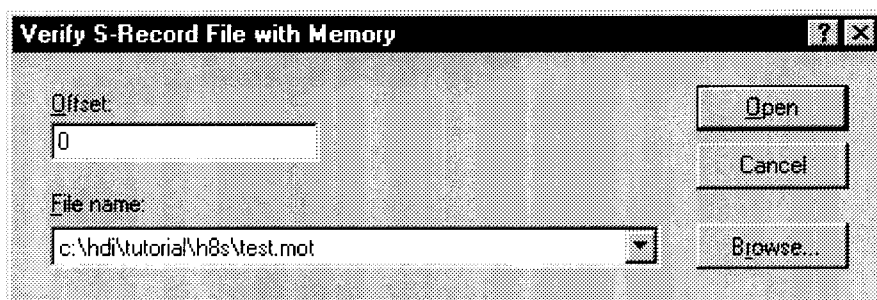 Verify S-Record File with Memory
? X
Offset:
0
Open
Cancel
File name:
c:\hdi\tutorial\h8s\test.mot
Browse...